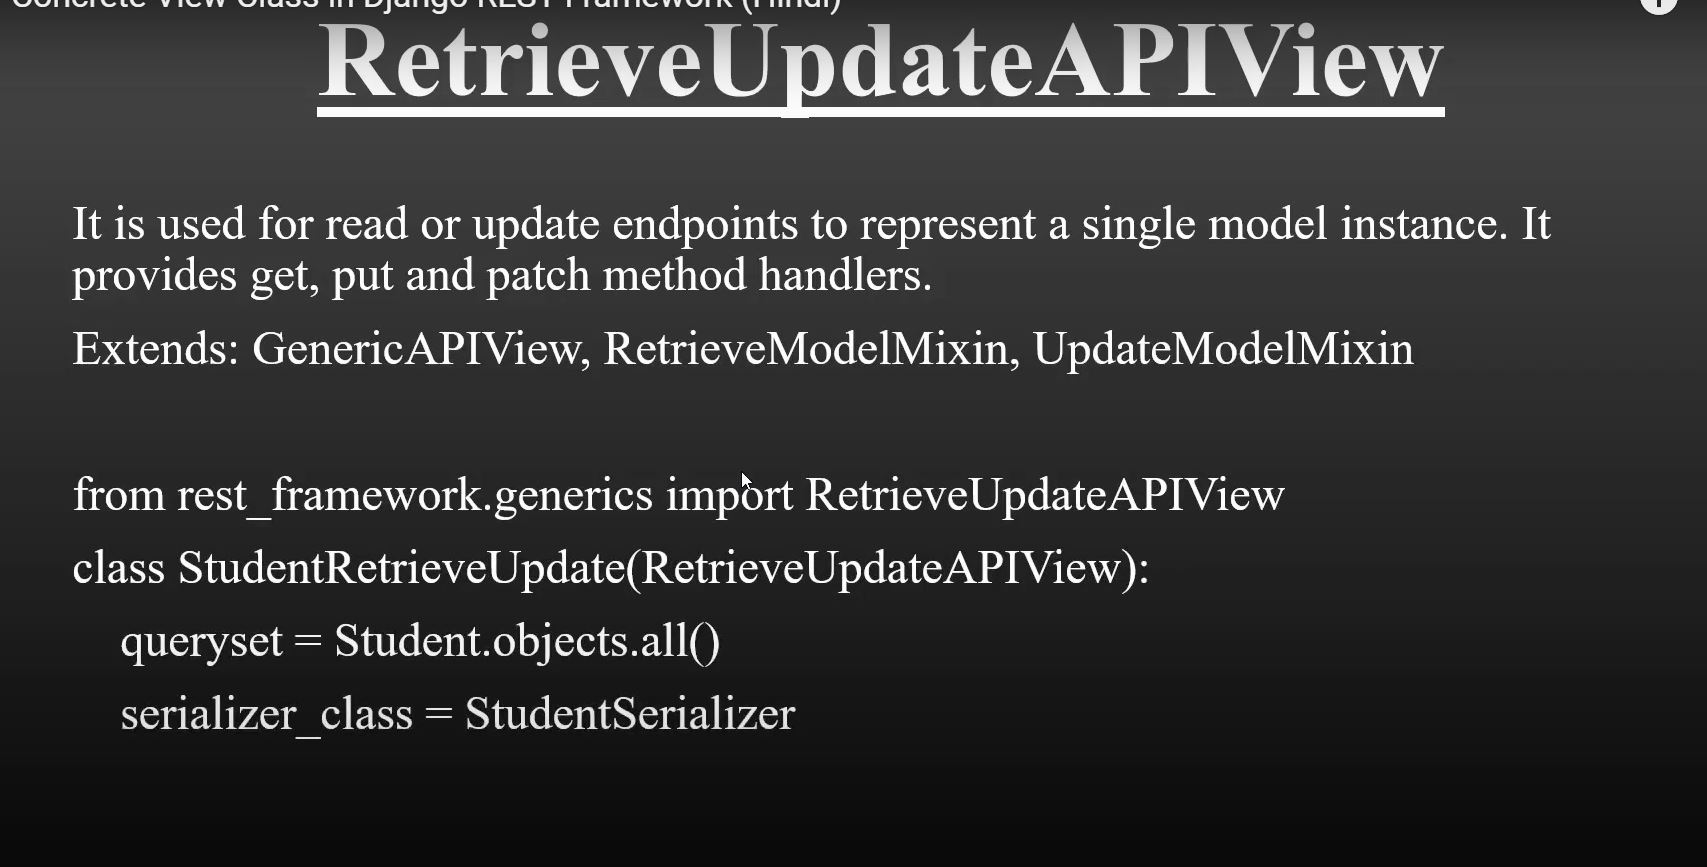 Concrete View Class in Django REST Framework (Hindi)
RetrieveUpdateAPIView
It is used for read or update endpoints to represent a single model instance. It
provides get, put and patch method handlers.
Extends: GenericAPIView, RetrieveModelMixin, UpdateModelMixin
from rest_framework.generics import RetrieveUpdateAPIView
class StudentRetrieveUpdate(RetrieveUpdateAPIView):
queryset = Student.objects.all()
serializer_class = StudentSerializer